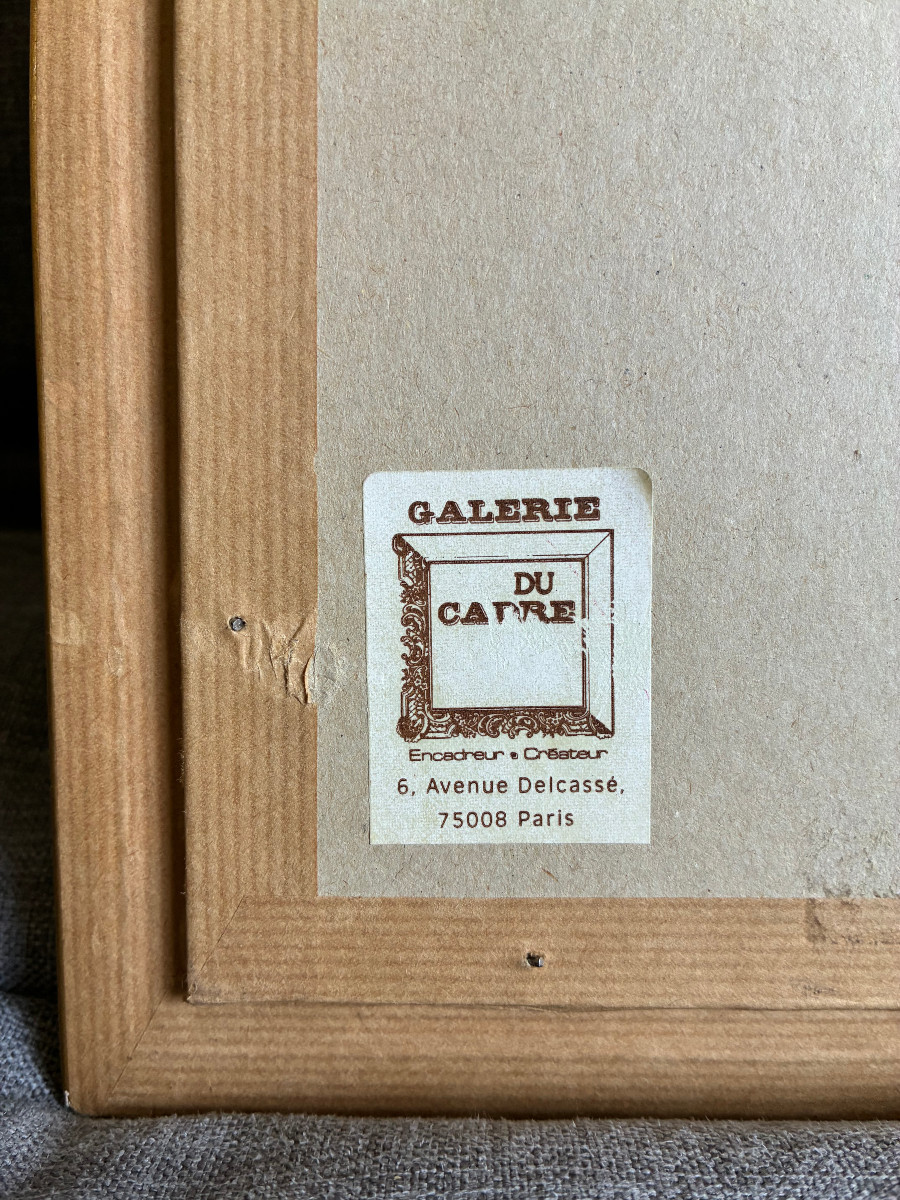 GALERIE
DU
CADRE
Encadreur • Créateur
6, Avenue Delcassé,
75008 Paris